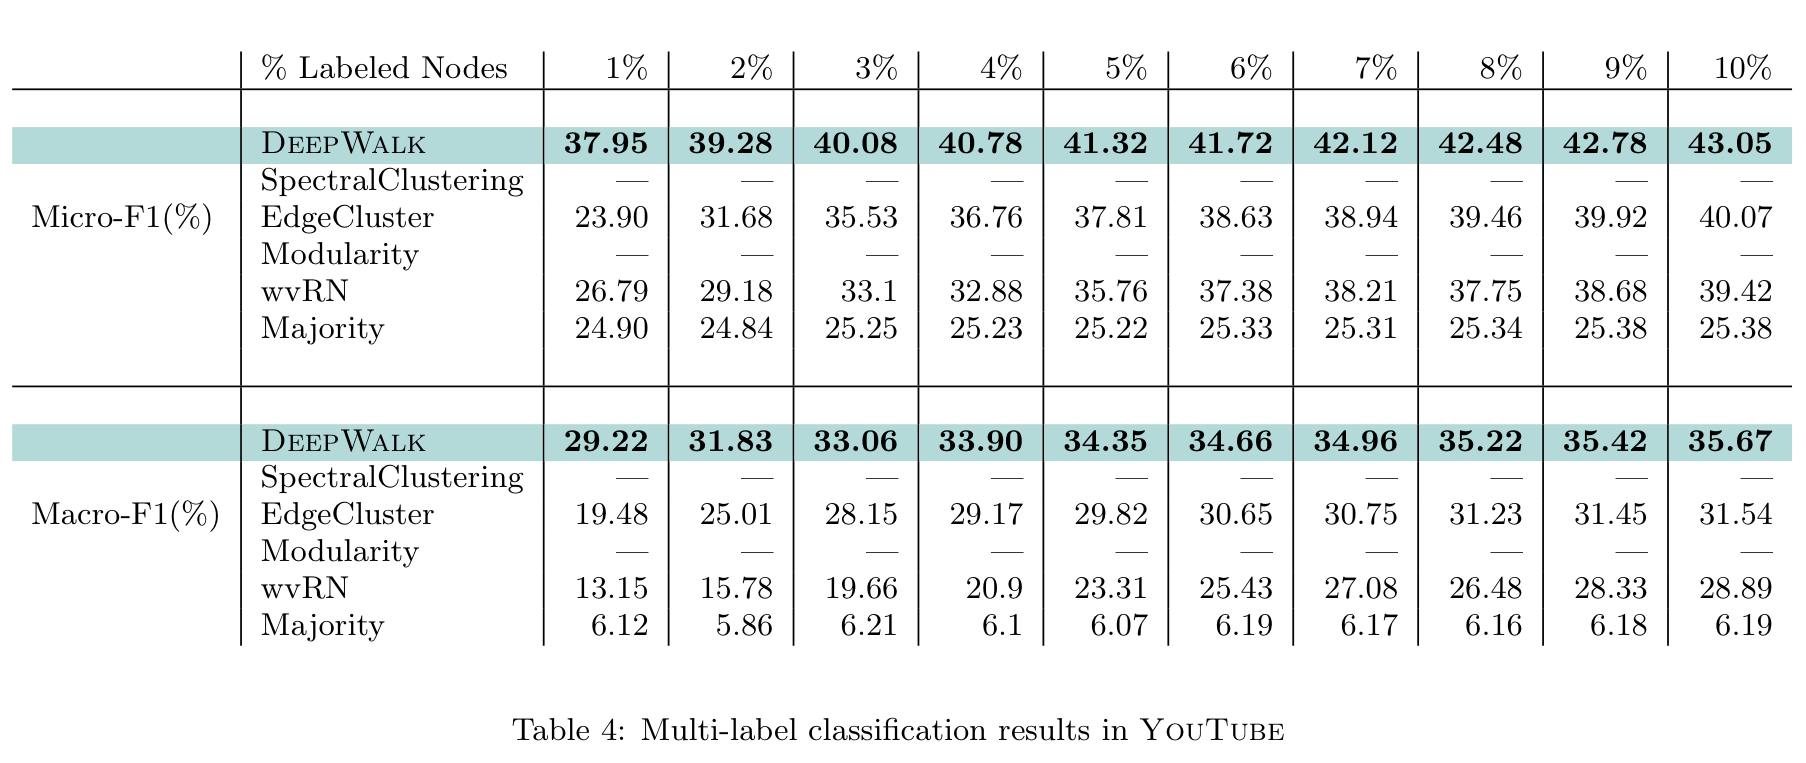 % Labeled Nodes 1% 2% 3% 4% 5% 6% 7% 8% 9% 10%
DEEPWALK 37.95 39.28 40.08 40.78 41.32 41.72 42.12 42.48 42.78 43.05
SpectralClustering — — — — — — — — — —
Micro-F1(%) EdgeCluster 23.90 31.68 35.53 36.76 37.81 38.63 38.94 39.46 39.92 40.07
Modularity — — — — — — — — — —
wvRN 26.79 29.18 33.1 32.88 35.76 37.38 38.21 37.75 38.68 39.42
Majority 24.90 24.84 25.25 25.23 25.22 25.33 25.31 25.34 25.38 25.38
DEEPWALK 29.22 31.83 33.06 33.90 34.35 34.66 34.96 35.22 35.42 35.67
SpectralClustering — — — — — — — — — —
Macro-F1(%) EdgeCluster 19.48 25.01 28.15 29.17 29.82 30.65 30.75 31.23 31.45 31.54
Modularity — — — — — — — — — —
wvRN 13.15 15.78 19.66 20.9 23.31 25.43 27.08 26.48 28.33 28.89
Majority 6.12 5.86 6.21 6.1 6.07 6.19 6.17 6.16 6.18 6.19
Table 4: Multi-label classification results in YOUTUBE